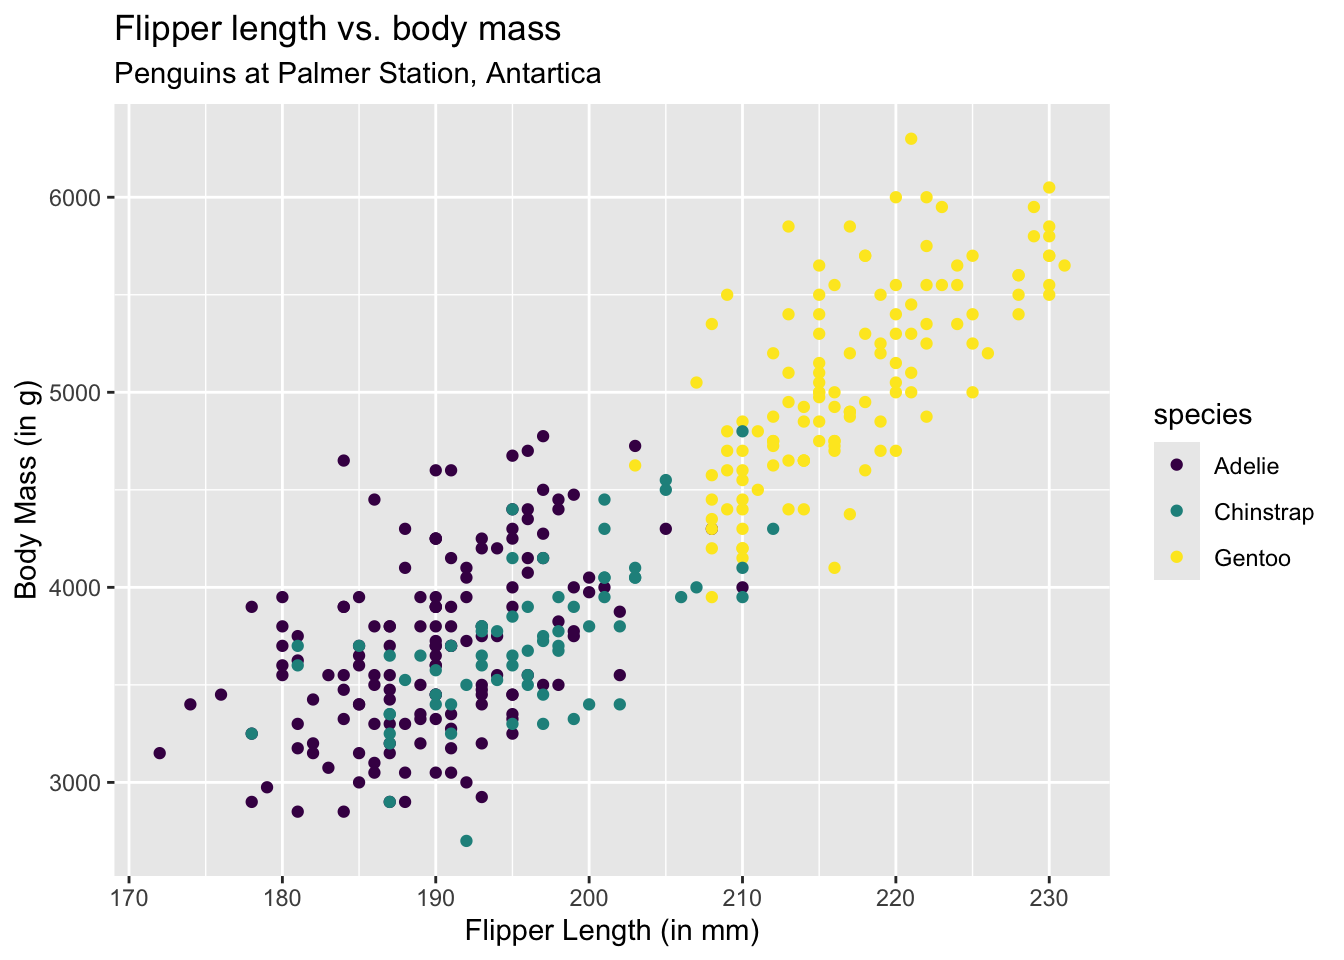 Flipper length vs. body mass
Penguins at Palmer Station, Antartica
6000
5000
4000
3000
Body Mass (in g)
170 180 190 200 210 220 230
Flipper Length (in mm)
species
Adelie
Chinstrap
Gentoo